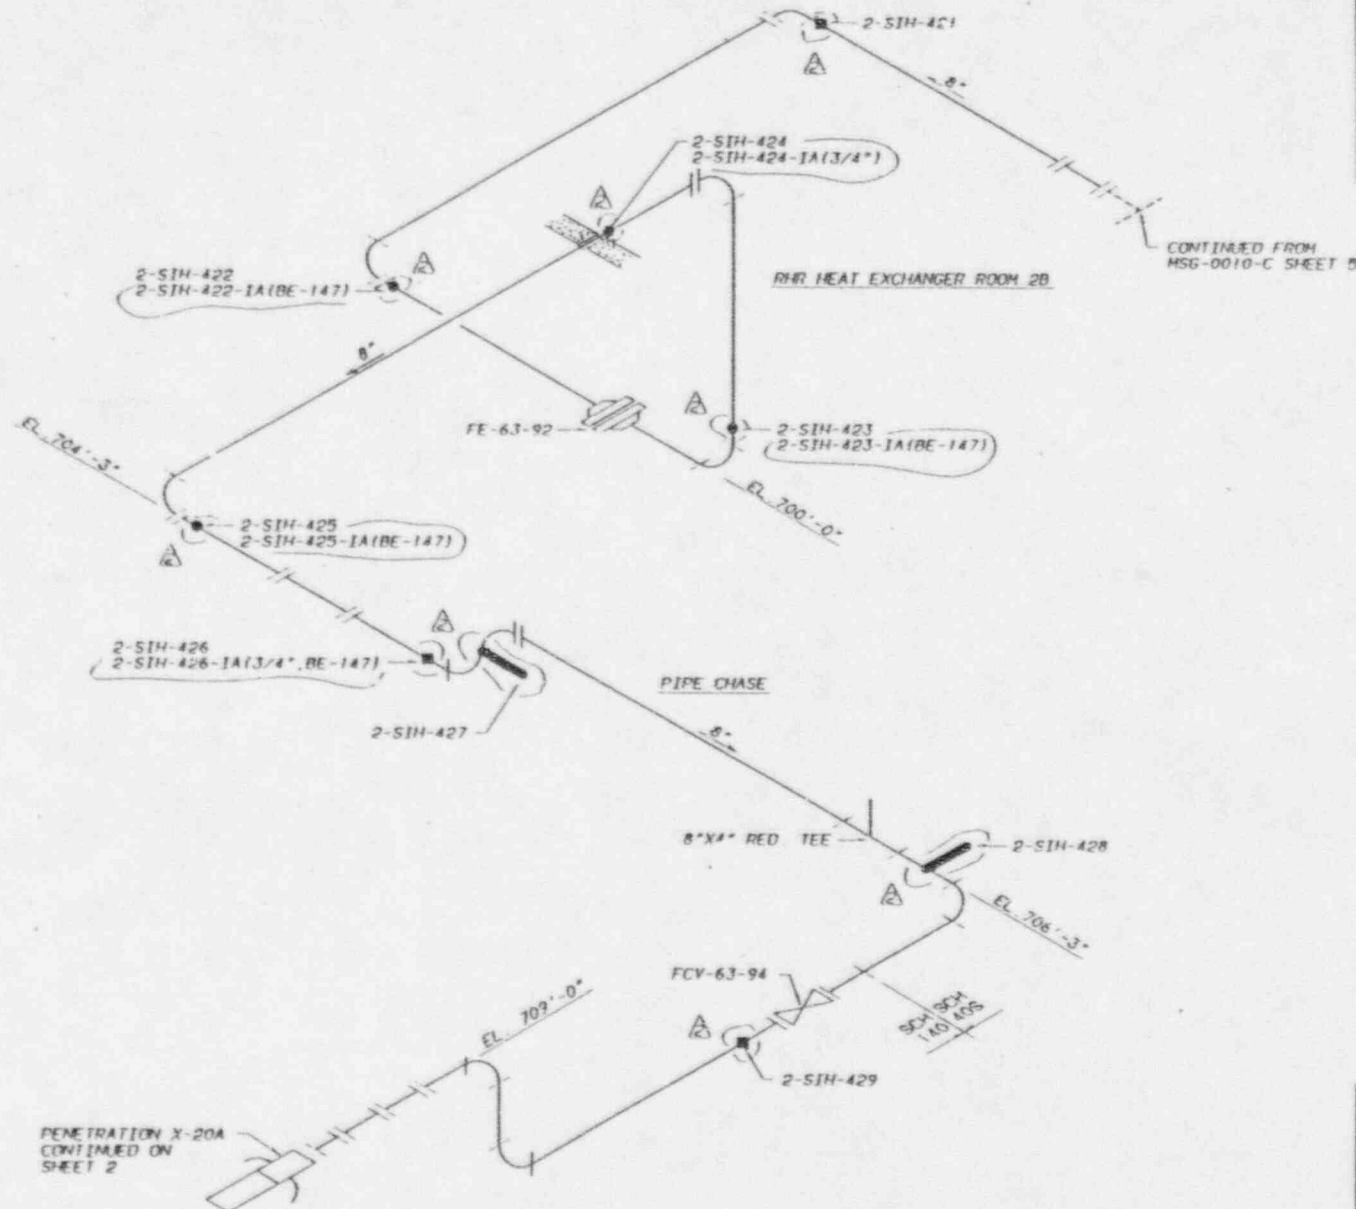 2-SIH-421
8"
2-SIH-424
2-SIH-424-IA(3/4")
CONTINUED FROM
MSG-0010-C SHEET 5
2-SIH-422
2-SIH-422-IA(BE-147)
RHR HEAT EXCHANGER ROOM 2B
8"
FE-63-92
2-SIH-423
2-SIH-423-IA(BE-147)
EL. 704'-3"
EL. 700'-0"
2-SIH-425
2-SIH-425-IA(BE-147)
2-SIH-426
2-SIH-426-IA(3/4",BE-147)
PIPE CHASE
2-SIH-427
8"
8"X4" RED TEE
2-SIH-428
EL. 706'-3"
FCV-63-94
SCH SCH
140 40S
EL. 709'-0"
2-SIH-429
PENETRATION X-20A
CONTINUED ON
SHEET 2